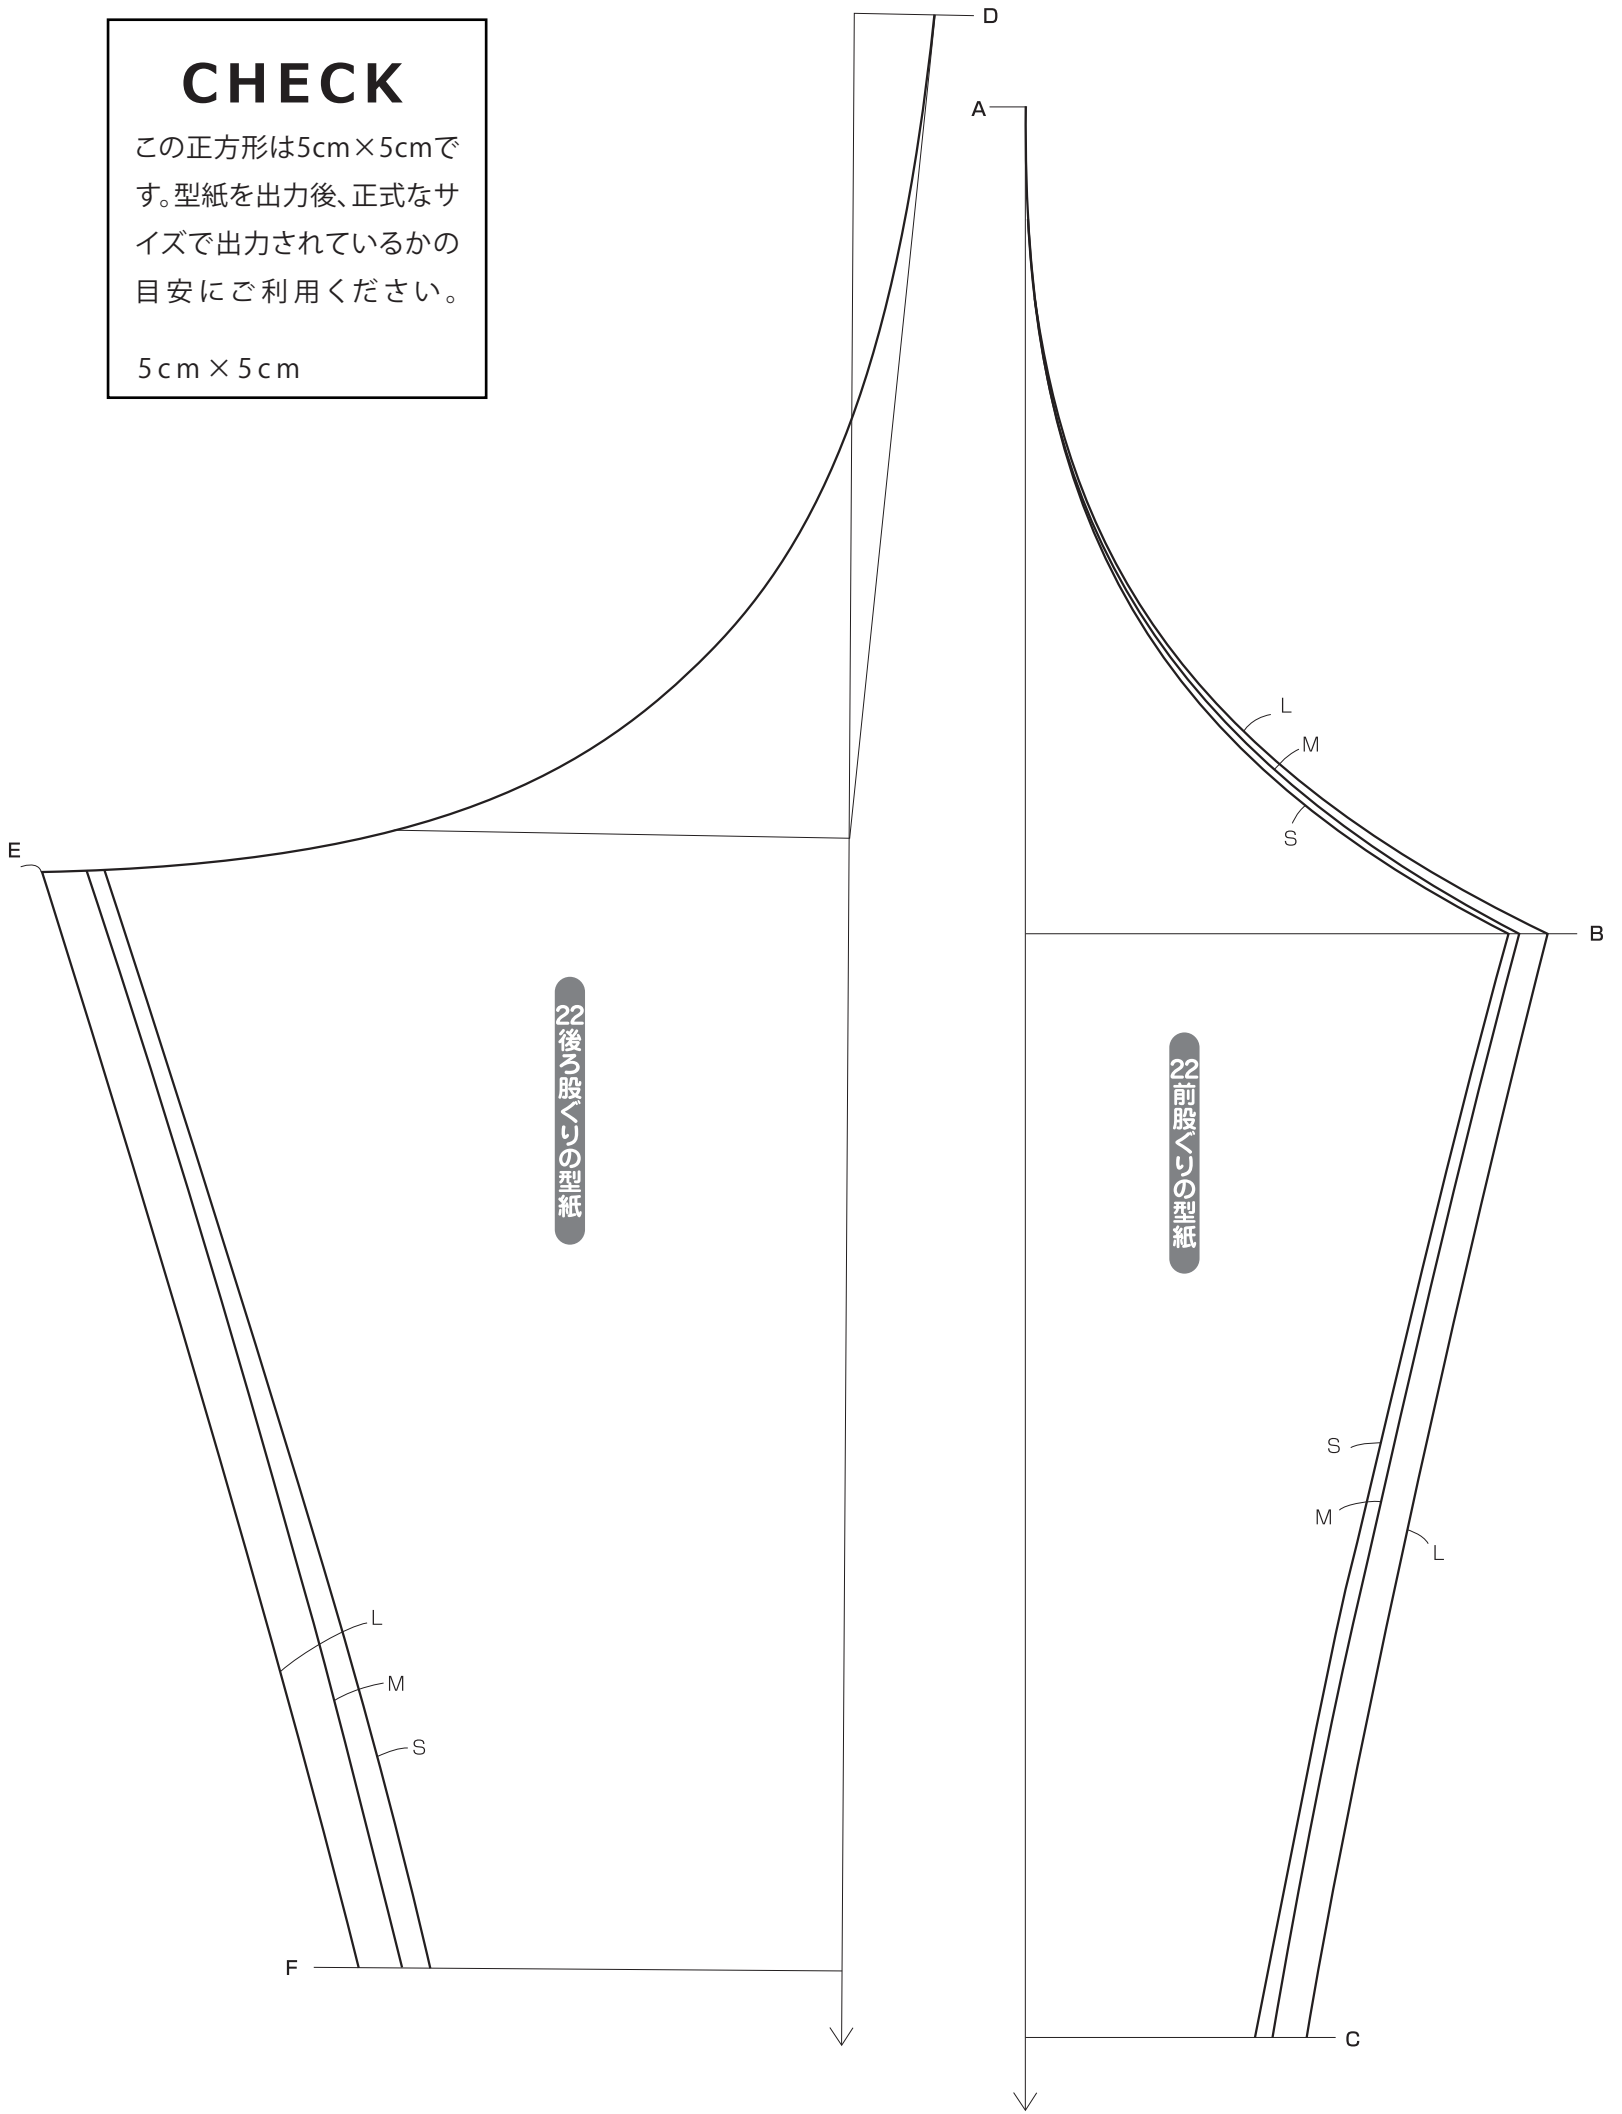 CHECK
この正方形は5cm×5cmで
す。型紙を出力後、正式なサ
イズで出力されているかの
目安にご利用ください。
5cm×5cm
D
A
L
M
S
E
B
22後ろ股ぐりの型紙
22前股ぐりの型紙
S
M
L
L
M
S
F
C